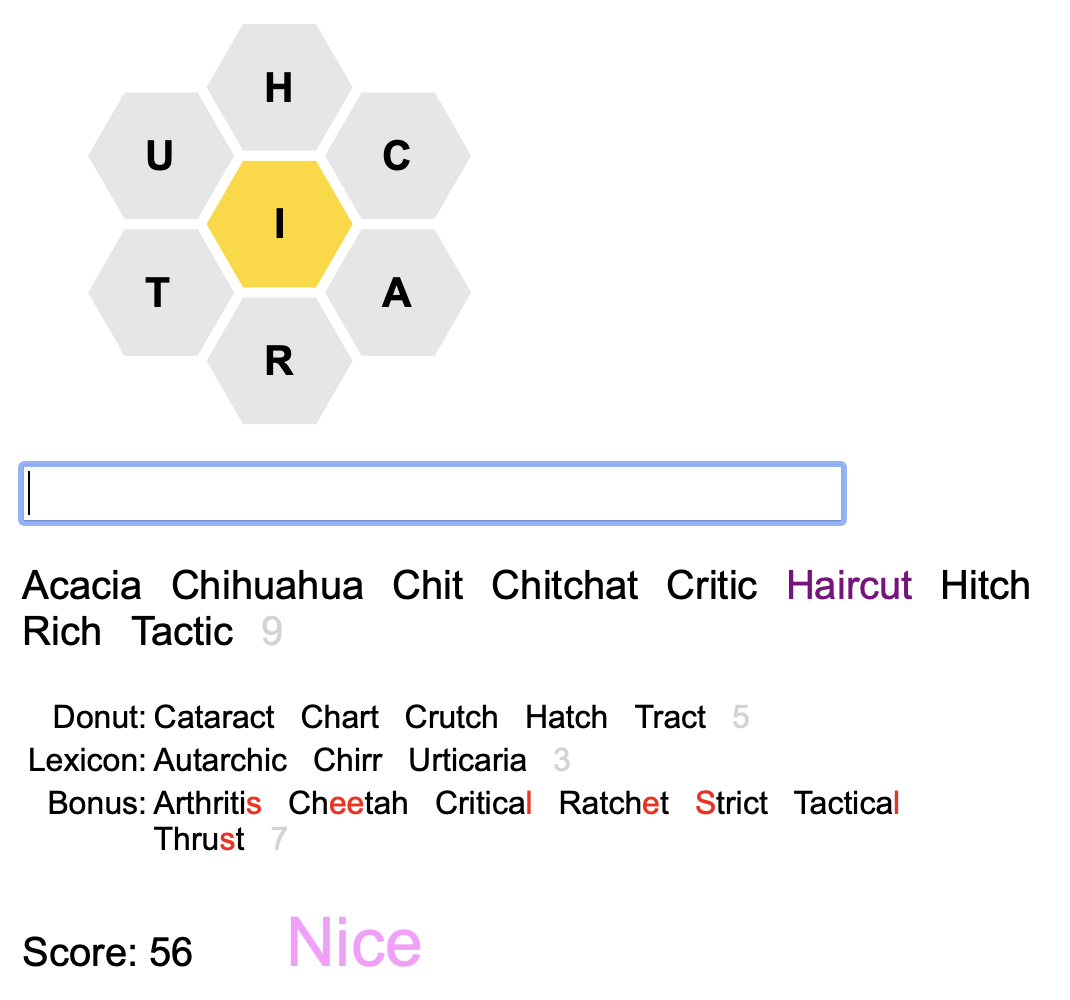 H
U C
I
T A
R
Acacia Chihuahua Chit Chitchat Critic Haircut Hitch
Rich Tactic 9
Donut: Cataract Chart Crutch Hatch Tract 5
Lexicon: Autarchic Chirr Urticaria 3
Bonus: Arthritis Cheetah Critical Ratchet Strict Tactical
Thrust 7
Score: 56 Nice